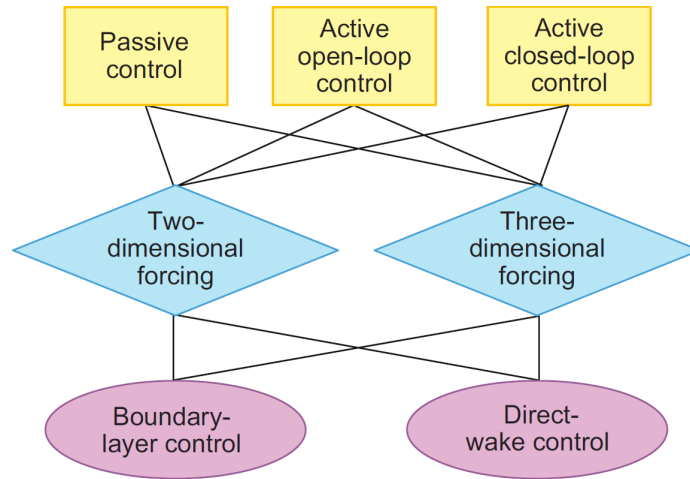 Passive
control
Active
open-loop
control
Active
closed-loop
control
Two-
dimensional
forcing
Three-
dimensional
forcing
Boundary-
layer control
Direct-
wake control